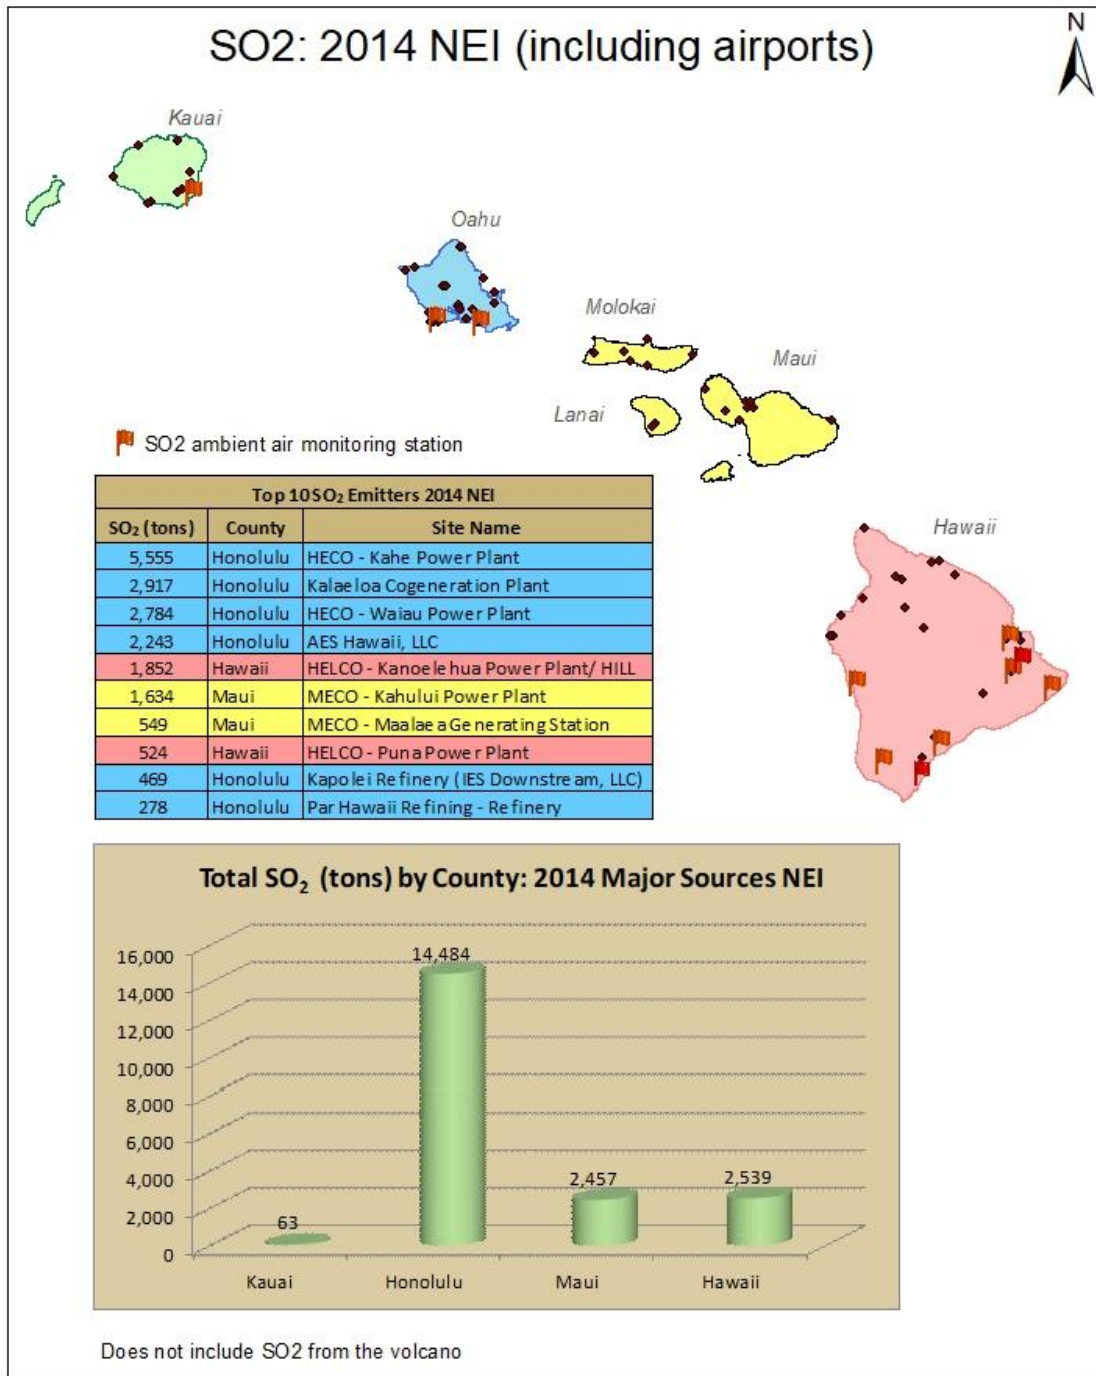 SO2: 2014 NEI (including airports)
N
Kauai
Oahu
Molokai
Maui
Lanai
Hawaii
SO2 ambient air monitoring station
Top 10 SO₂ Emitters 2014 NEI
SO₂ (tons) County Site Name
5,555 Honolulu HECO - Kahe Power Plant
2,917 Honolulu Kalaeloa Cogeneration Plant
2,784 Honolulu HECO - Waiau Power Plant
2,243 Honolulu AES Hawaii, LLC
1,852 Hawaii HELCO - Kanoelehua Power Plant/ HILL
1,634 Maui MECO - Kahului Power Plant
549 Maui MECO - Maalaea Generating Station
524 Hawaii HELCO - Puna Power Plant
469 Honolulu Kapolei Refinery (IES Downstream, LLC)
278 Honolulu Par Hawaii Refining - Refinery
Total SO₂ (tons) by County: 2014 Major Sources NEI
16,000
14,000
12,000
10,000
8,000
6,000
4,000
2,000
0
63
14,484
2,457
2,539
Kauai Honolulu Maui Hawaii
Does not include SO2 from the volcano